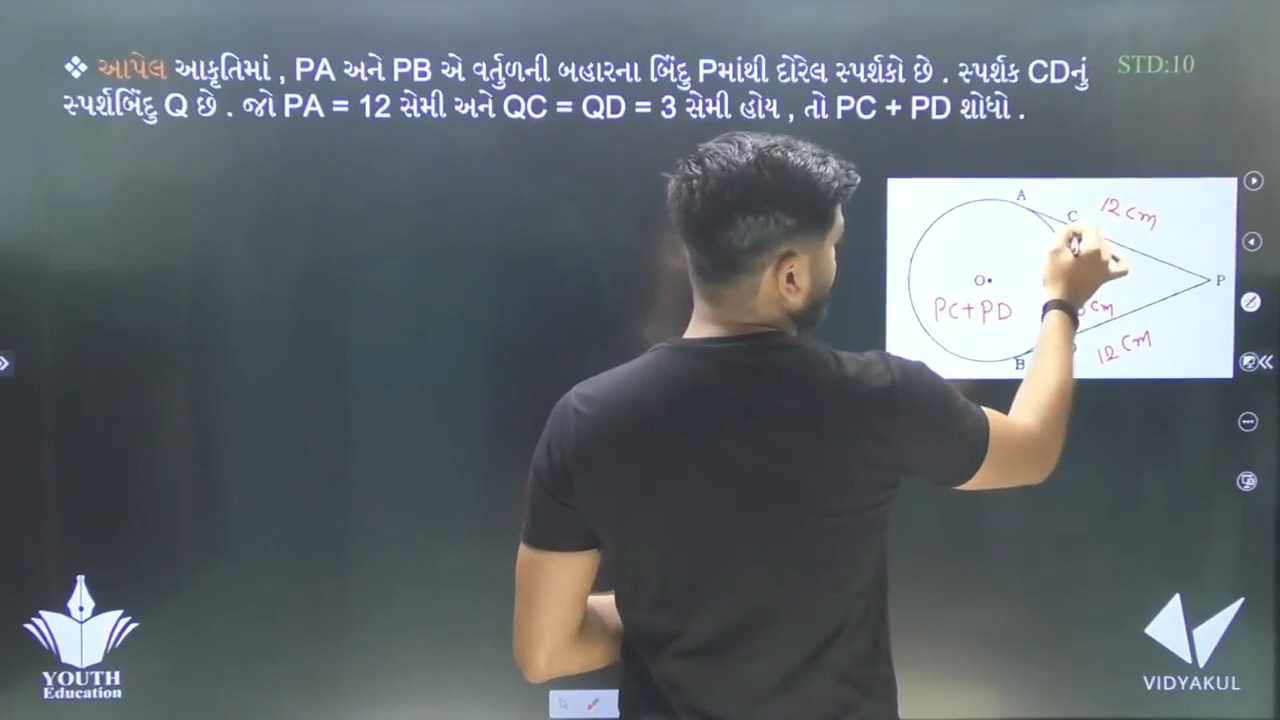 ❖ આપેલ આકૃતિમાં , PA અને PB એ વર્તુળની બહારના બિંદુ Pમાંથી દોરેલ સ્પર્શકો છે . સ્પર્શક CDનું
સ્પર્શબિંદુ Q છે . જો PA = 12 સેમી અને QC = QD = 3 સેમી હોય , તો PC + PD શોધો .
STD:10
A
C
12 cm
O
P
PC+PD
cm
B
12 cm
YOUTH
Education
VIDYAKUL